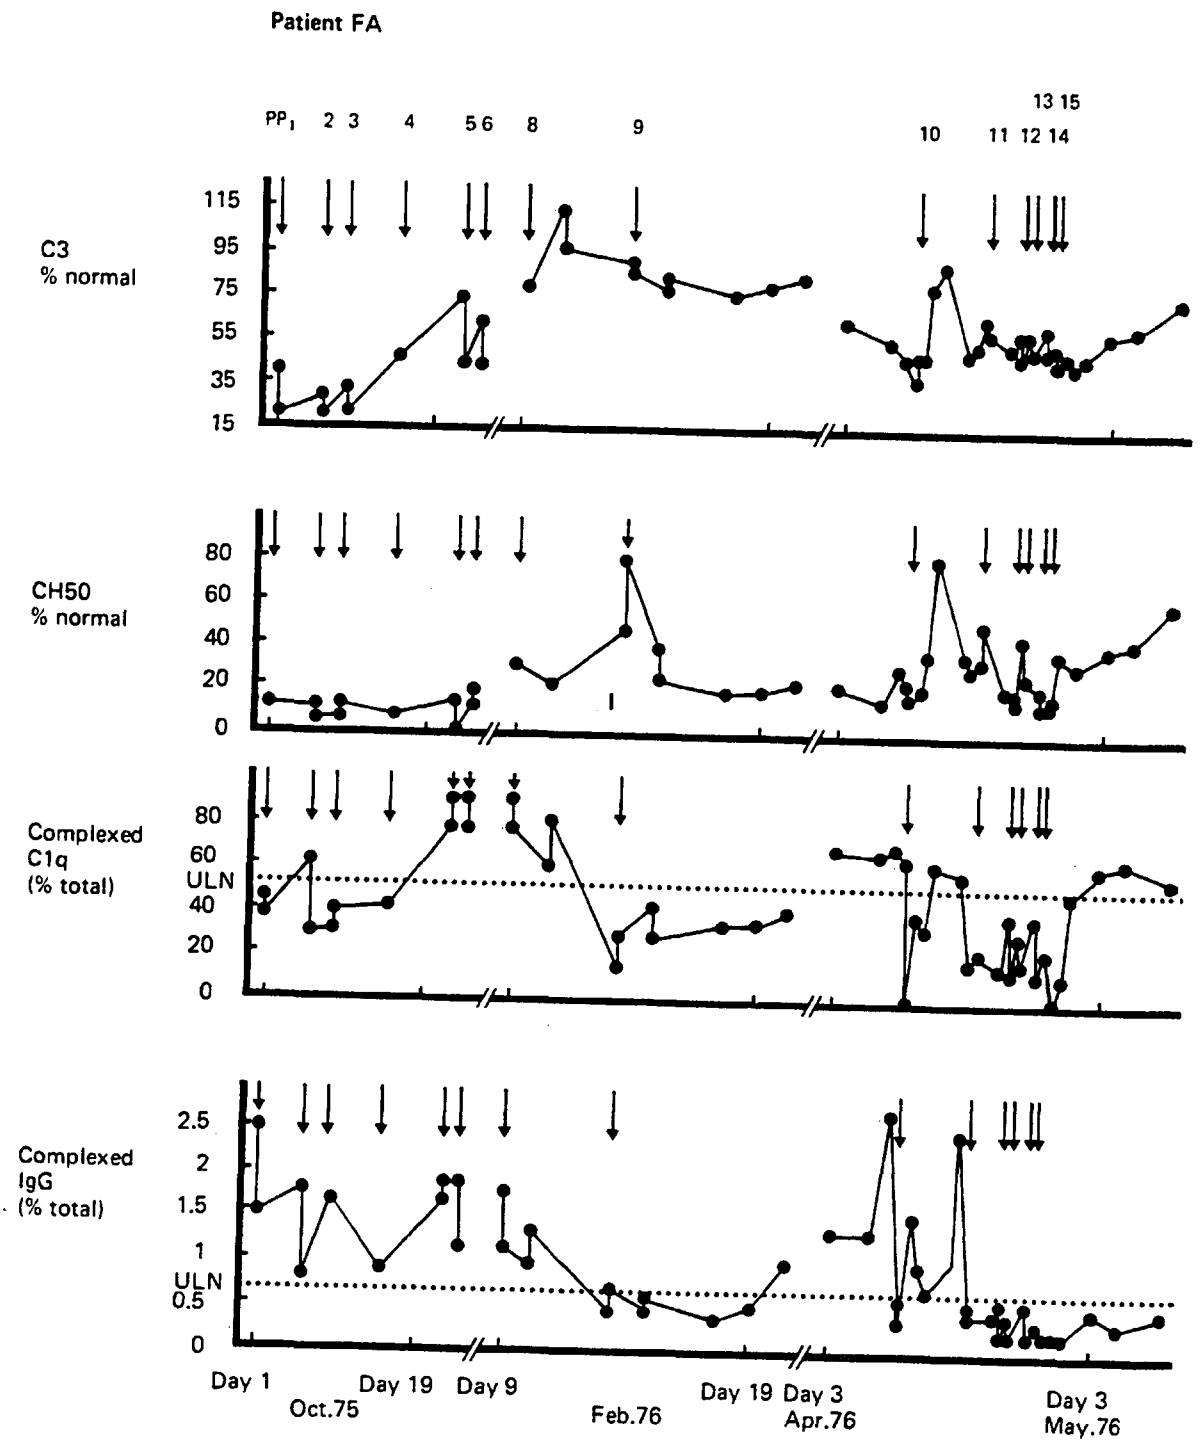 Patient FA
13 15
PP1 2 3 4 5 6 8 9 10 11 12 14
C3
% normal
115
95
75
55
35
15
CH50
% normal
80
60
40
20
0
Complexed
C1q
(% total)
80
60
ULN
40
20
0
Complexed
IgG
(% total)
2.5
2
1.5
1
ULN
0.5
0
Day 1 Day 19 Day 9 Day 19 Day 3 Day 3
Oct.75 Feb.76 Apr.76 May.76